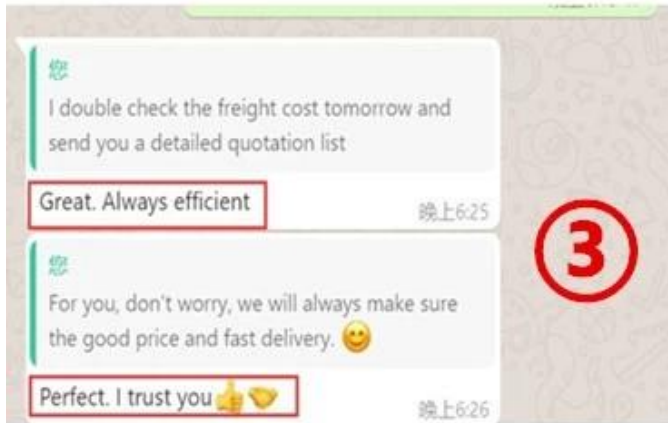 您
I double check the freight cost tomorrow and
send you a detailed quotation list
Great. Always efficient
晚上6:25
③
您
For you, don't worry, we will always make sure
the good price and fast delivery. 😊
Perfect. I trust you👍🤝
晚上6:26